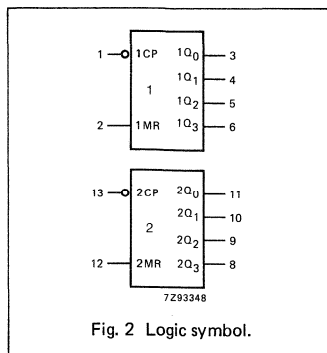 1 1CP 1Q0 3
1Q1 4
1
1Q2 5
2 1MR 1Q3 6
13 2CP 2Q0 11
2Q1 10
2
2Q2 9
12 2MR 2Q3 8
7Z93348
Fig. 2 Logic symbol.